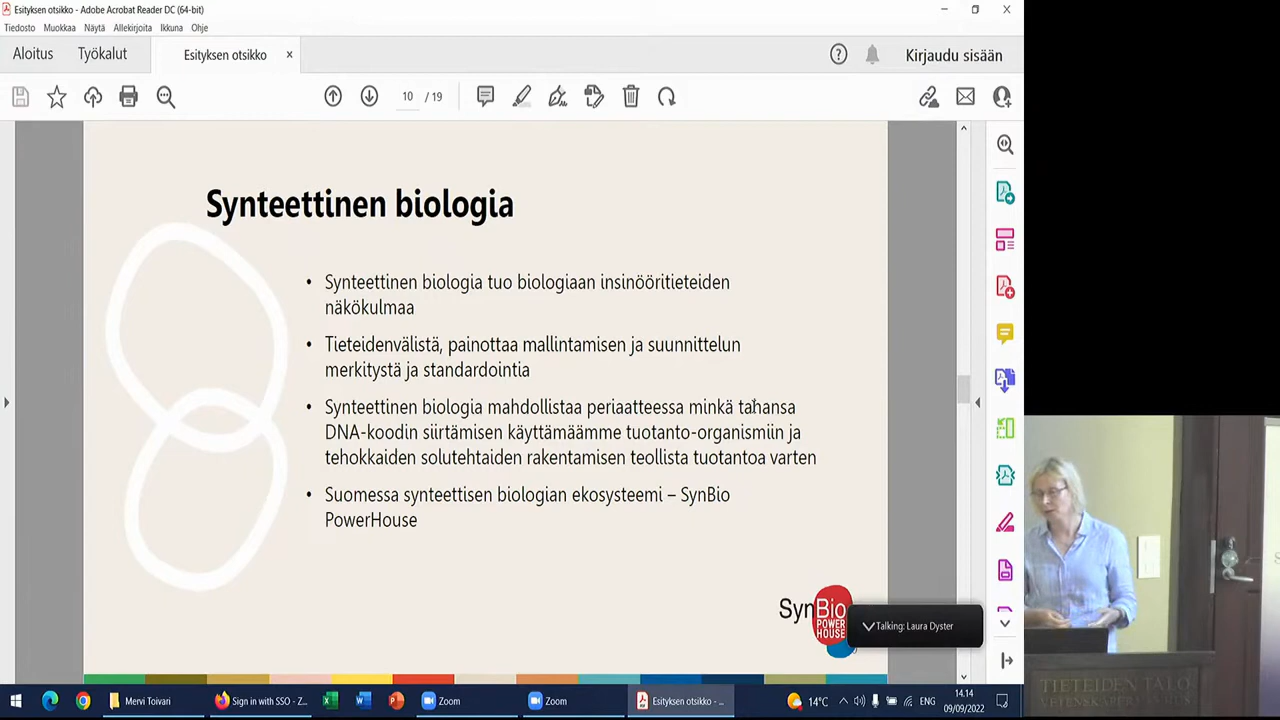 Esityksen otsikko - Adobe Acrobat Reader DC (64-bit)
Tiedosto Muokkaa Näytä Allekirjoita Ikkuna Ohje
Aloitus Työkalut Esityksen otsikko × Kirjaudu sisään
10 / 19
Synteettinen biologia
• Synteettinen biologia tuo biologiaan insinööritieteiden
näkökulmaa
• Tieteidenvälistä, painottaa mallintamisen ja suunnittelun
merkitystä ja standardointia
• Synteettinen biologia mahdollistaa periaatteessa minkä tahansa
DNA-koodin siirtämisen käyttämäämme tuotanto-organismiin ja
tehokkaiden solutehtaiden rakentamisen teollista tuotantoa varten
• Suomessa synteettisen biologian ekosysteemi – SynBio
PowerHouse
SynBio
POWER
HOUSE
Talking: Laura Dyster
TIETEIDEN TALO
Mervi Toivari Sign in with SSO - Z... Zoom Zoom Esityksen otsikko - ... 14°C ENG
14.14
09/09/2022